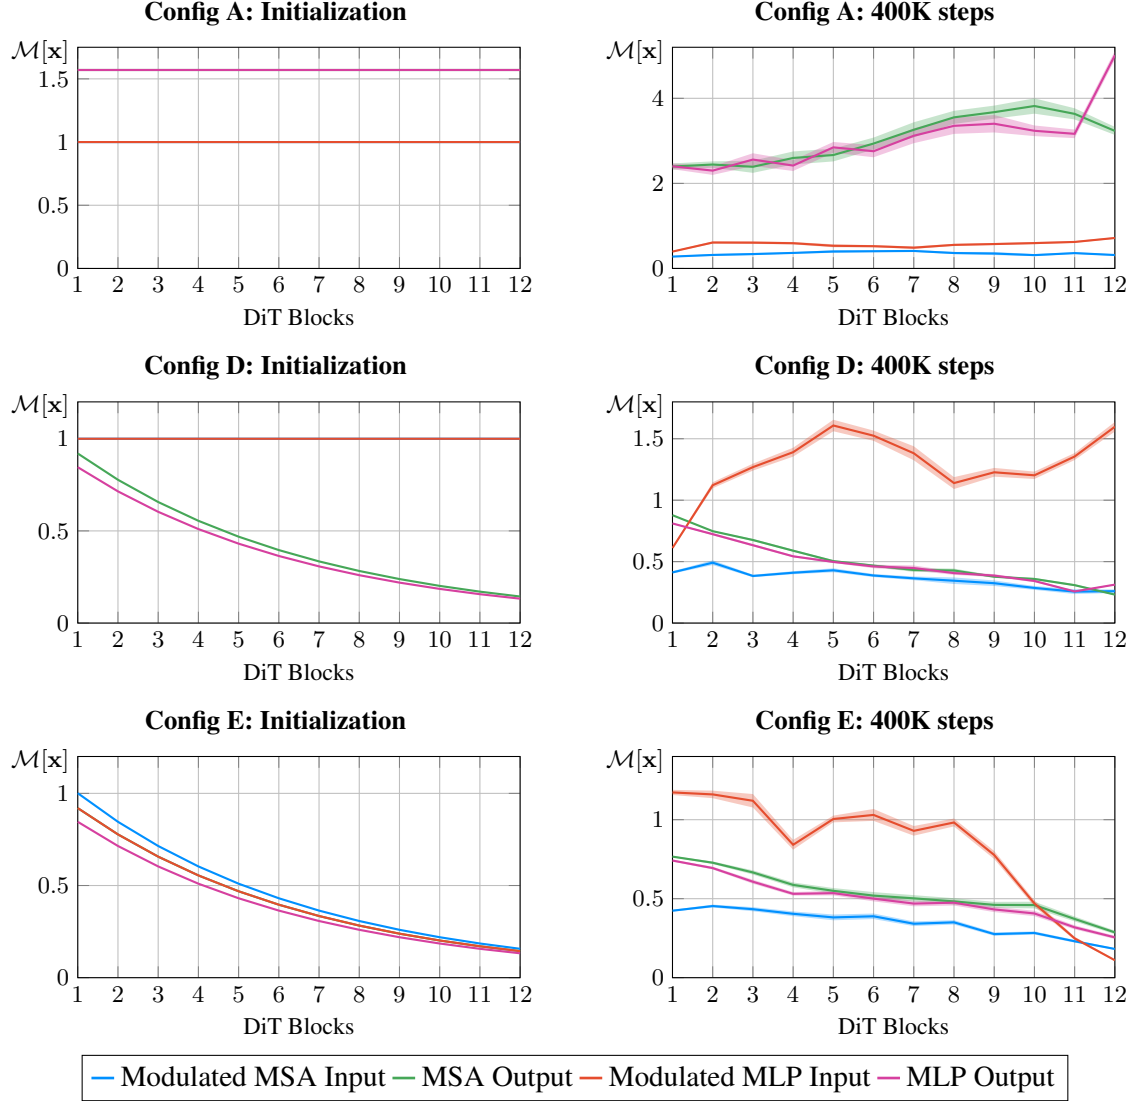 Config A: Initialization
M[x]
1.5
1
0.5
0
1 2 3 4 5 6 7 8 9 10 11 12
DiT Blocks
Config A: 400K steps
M[x]
4
2
0
1 2 3 4 5 6 7 8 9 10 11 12
DiT Blocks
Config D: Initialization
M[x]
1
0.5
0
1 2 3 4 5 6 7 8 9 10 11 12
DiT Blocks
Config D: 400K steps
M[x]
1.5
1
0.5
0
1 2 3 4 5 6 7 8 9 10 11 12
DiT Blocks
Config E: Initialization
M[x]
1
0.5
0
1 2 3 4 5 6 7 8 9 10 11 12
DiT Blocks
Config E: 400K steps
M[x]
1
0.5
0
1 2 3 4 5 6 7 8 9 10 11 12
DiT Blocks
Modulated MSA Input MSA Output Modulated MLP Input MLP Output